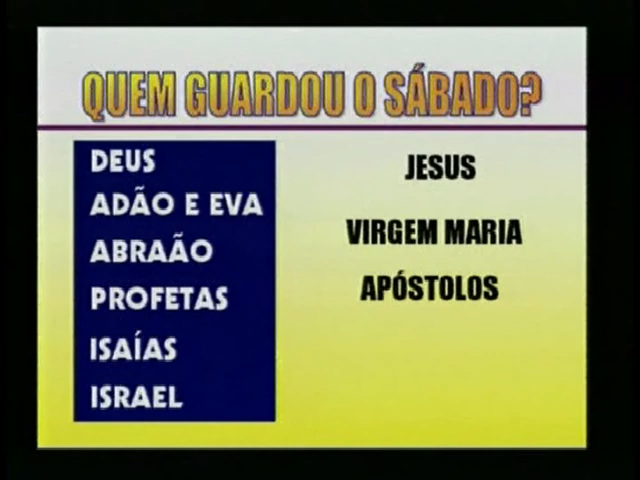 QUEM GUARDOU O SÁBADO?
DEUS
ADÃO E EVA
ABRAÃO
PROFETAS
ISAÍAS
ISRAEL
JESUS
VIRGEM MARIA
APÓSTOLOS